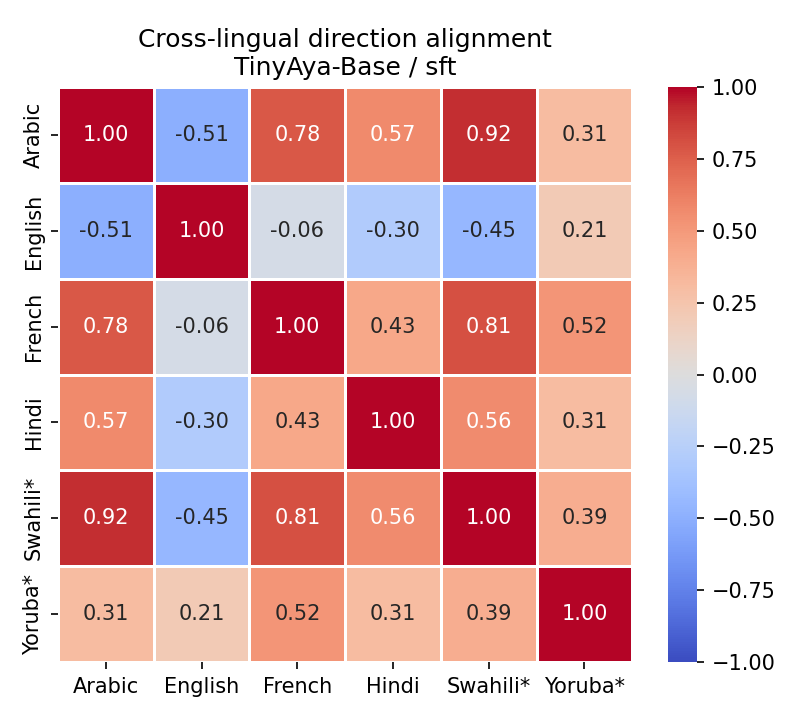 Cross-lingual direction alignment
TinyAya-Base / sft
Arabic 1.00 -0.51 0.78 0.57 0.92 0.31
English -0.51 1.00 -0.06 -0.30 -0.45 0.21
French 0.78 -0.06 1.00 0.43 0.81 0.52
Hindi 0.57 -0.30 0.43 1.00 0.56 0.31
Swahili* 0.92 -0.45 0.81 0.56 1.00 0.39
Yoruba* 0.31 0.21 0.52 0.31 0.39 1.00
Arabic English French Hindi Swahili* Yoruba*
1.00
0.75
0.50
0.25
0.00
−0.25
−0.50
−0.75
−1.00